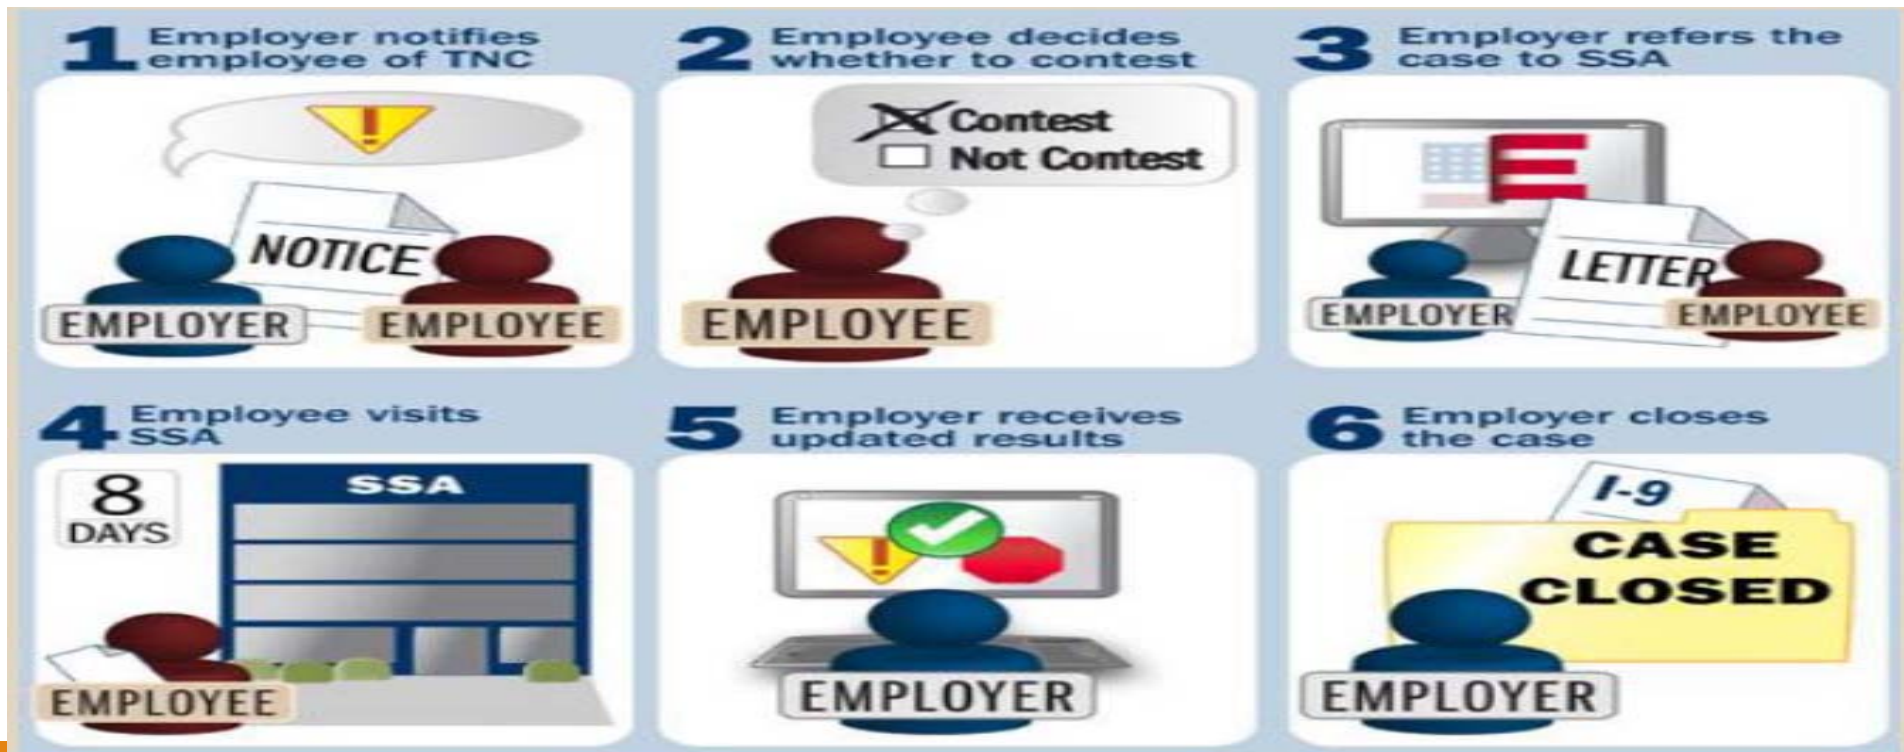 1 Employer notifies
employee of TNC
!
NOTICE
EMPLOYER
EMPLOYEE
2 Employee decides
whether to contest
Contest
Not Contest
EMPLOYEE
3 Employer refers the
case to SSA
LETTER
EMPLOYER
EMPLOYEE
4 Employee visits
SSA
8
DAYS
SSA
EMPLOYEE
5 Employer receives
updated results
!
EMPLOYER
6 Employer closes
the case
I-9
CASE
CLOSED
EMPLOYER